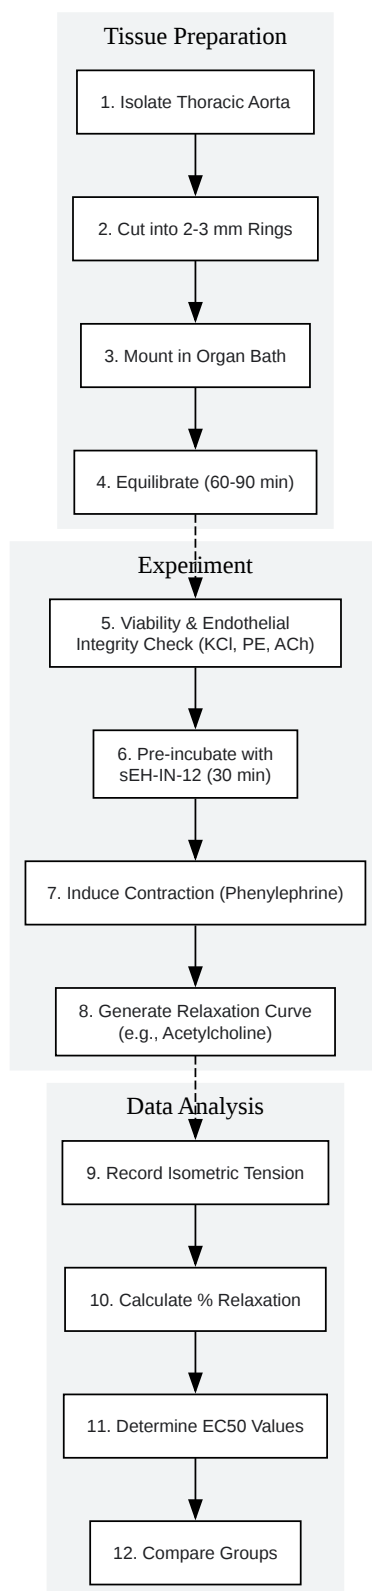 Tissue Preparation
1. Isolate Thoracic Aorta
2. Cut into 2-3 mm Rings
3. Mount in Organ Bath
4. Equilibrate (60-90 min)
Experiment
5. Viability & Endothelial
Integrity Check (KCl, PE, ACh)
6. Pre-incubate with
sEH-IN-12 (30 min)
7. Induce Contraction (Phenylephrine)
8. Generate Relaxation Curve
(e.g., Acetylcholine)
Data Analysis
9. Record Isometric Tension
10. Calculate % Relaxation
11. Determine EC50 Values
12. Compare Groups